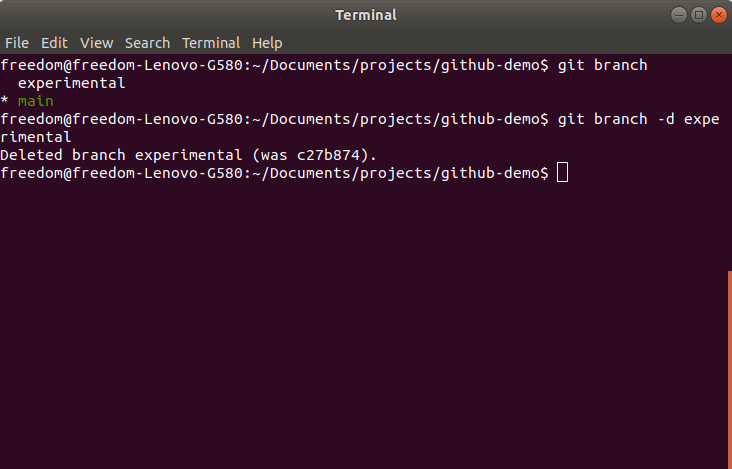 Terminal
File Edit View Search Terminal Help
freedom@freedom-Lenovo-G580:~/Documents/projects/github-demo$ git branch
  experimental
* main
freedom@freedom-Lenovo-G580:~/Documents/projects/github-demo$ git branch -d expe
rimental
Deleted branch experimental (was c27b874).
freedom@freedom-Lenovo-G580:~/Documents/projects/github-demo$